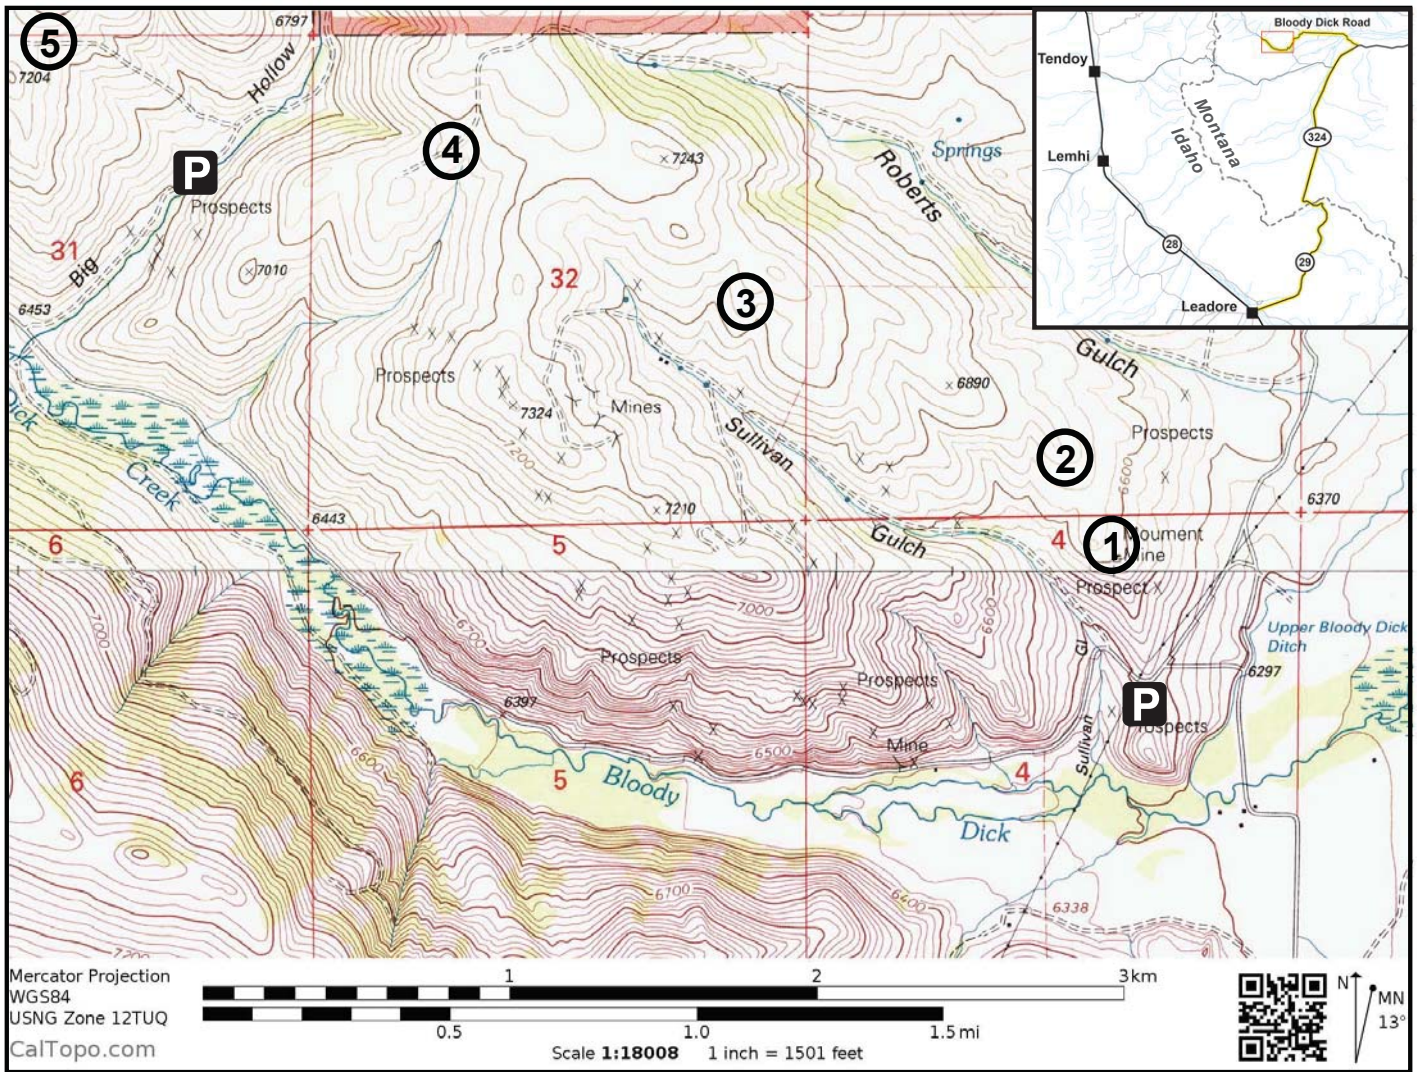 5
6797
Hollow
7204
4
P
Prospects
31
Big
7010
6453
32
7243
Springs
Roberts
3
Bloody Dick Road
Tendoy
Montana
Idaho
324
Lemhi
28
29
Leadore
Gulch
Prospects
7324
Mines
Sullivan
6890
Prospects
6600
2
7200
7210
6370
Creek
6443
6
5
Gulch
4
1
Mine
Prospect
7000
7000
6700
6600
Gl
Upper Bloody Dick
Ditch
Prospects
Prospects
6297
6397
P
Sullivan
Mine
6500
6600
6
5
Bloody
4
Dick
6700
6400
6338
7200
Mercator Projection
WGS84
USNG Zone 12TUQ
CalTopo.com
1
2
3km
0.5
1.0
1.5 mi
Scale 1:18008 1 inch = 1501 feet
N
MN
13°